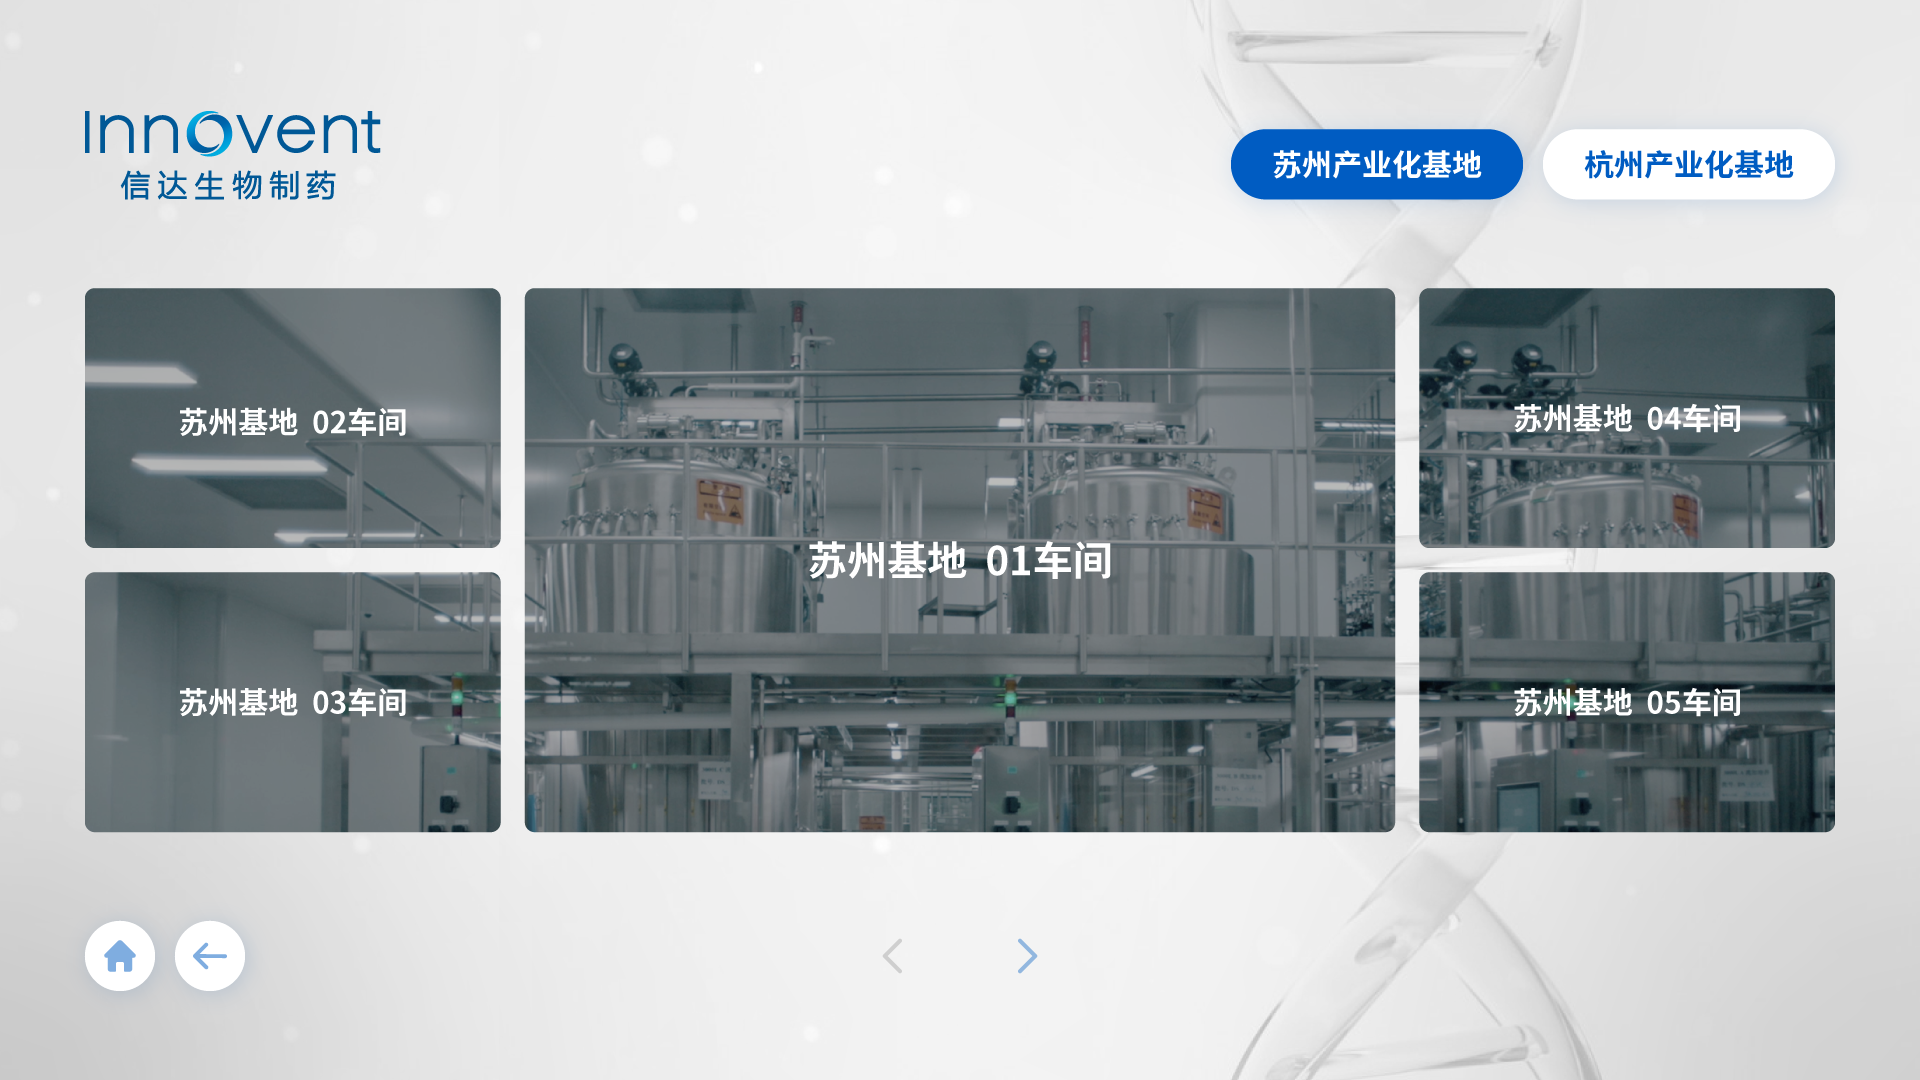 Innovent
信达生物制药
苏州产业化基地
杭州产业化基地
苏州基地 02车间
苏州基地 01车间
苏州基地 04车间
苏州基地 03车间
苏州基地 05车间